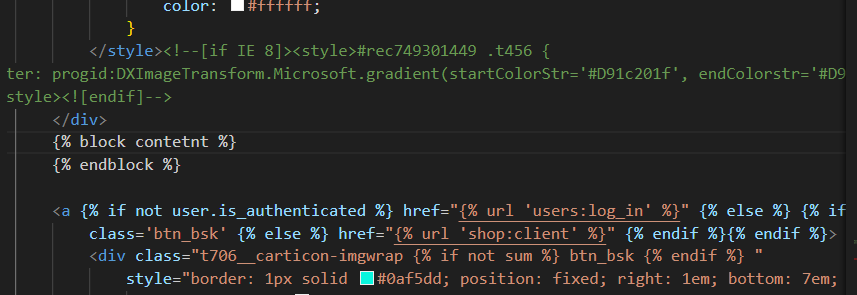 color: #ffffff;
}
</style><!--[if IE 8]><style>#rec749301449 .t456 {
ter: progid:DXImageTransform.Microsoft.gradient(startColorStr='#D91c201f', endColorstr='#D9
style><![endif]-->
</div>
{% block contetnt %}
{% endblock %}
<a {% if not user.is_authenticated %} href="{% url 'users:log_in' %}" {% else %} {% if
class='btn_bsk' {% else %} href="{% url 'shop:client' %}" {% endif %}{% endif %}>
<div class="t706__carticon-imgwrap {% if not sum %} btn_bsk {% endif %} "
style="border: 1px solid #0af5dd; position: fixed; right: 1em; bottom: 7em;